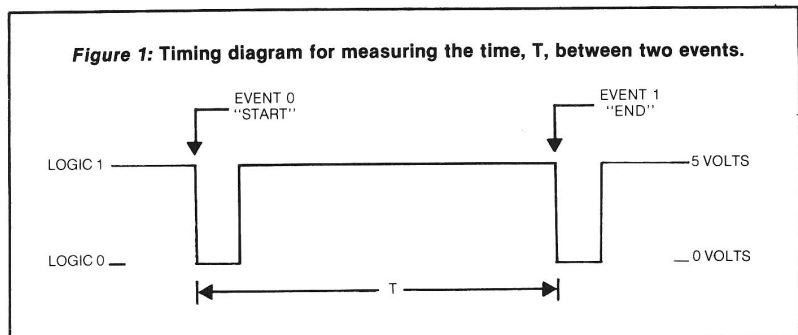 Figure 1: Timing diagram for measuring the time, T, between two events.
EVENT 0
"START"
EVENT 1
"END"
LOGIC 1
5 VOLTS
LOGIC 0
0 VOLTS
T